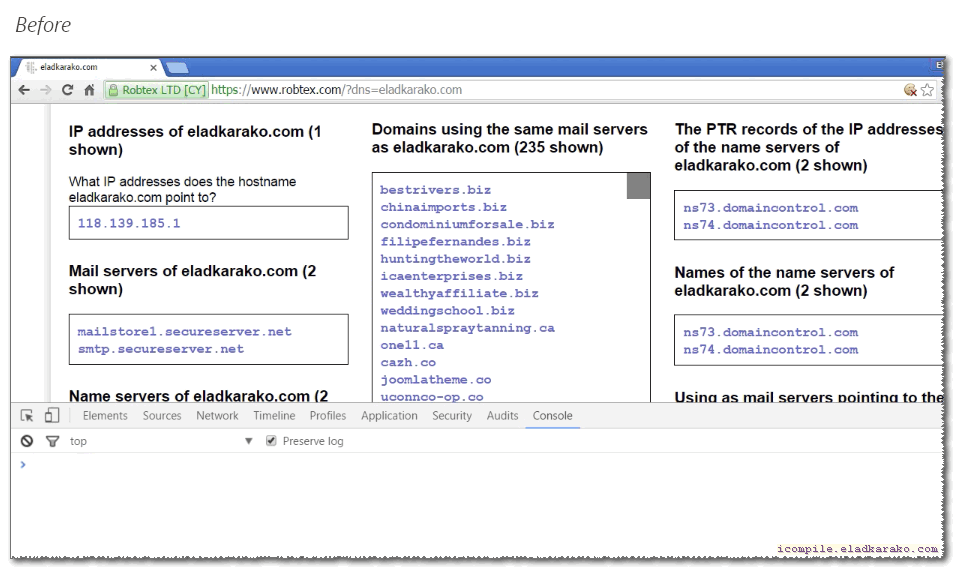 Before
eladkarako.com
Robtex LTD [CY] https://www.robtex.com/?dns=eladkarako.com
IP addresses of eladkarako.com (1
shown)
What IP addresses does the hostname
eladkarako.com point to?
118.139.185.1
Mail servers of eladkarako.com (2
shown)
mailstore1.secureserver.net
smtp.secureserver.net
Name servers of eladkarako.com (2
Domains using the same mail servers
as eladkarako.com (235 shown)
bestrivers.biz
chinaimports.biz
condominiumforsale.biz
filipefernandes.biz
huntingtheworld.biz
icaenterprises.biz
wealthyaffiliate.biz
weddingschool.biz
naturalspraytanning.ca
one11.ca
cazh.co
joomlatheme.co
uconnco-op.co
The PTR records of the IP addresses
of the name servers of
eladkarako.com (2 shown)
ns73.domaincontrol.com
ns74.domaincontrol.com
Names of the name servers of
eladkarako.com (2 shown)
ns73.domaincontrol.com
ns74.domaincontrol.com
Using as mail servers pointing to the
Elements Sources Network Timeline Profiles Application Security Audits Console
top Preserve log
icompile.eladkarako.com